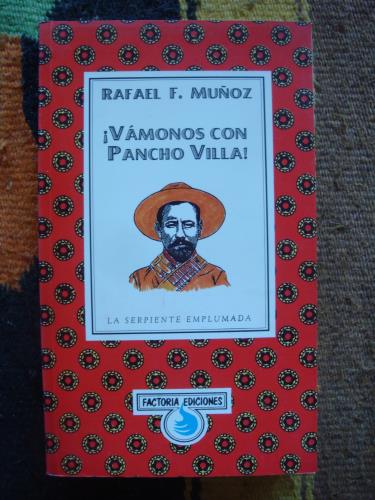 RAFAEL F. MUÑOZ
¡VÁMONOS CON
PANCHO VILLA!
LA SERPIENTE EMPLUMADA
FACTORIA EDICIONES